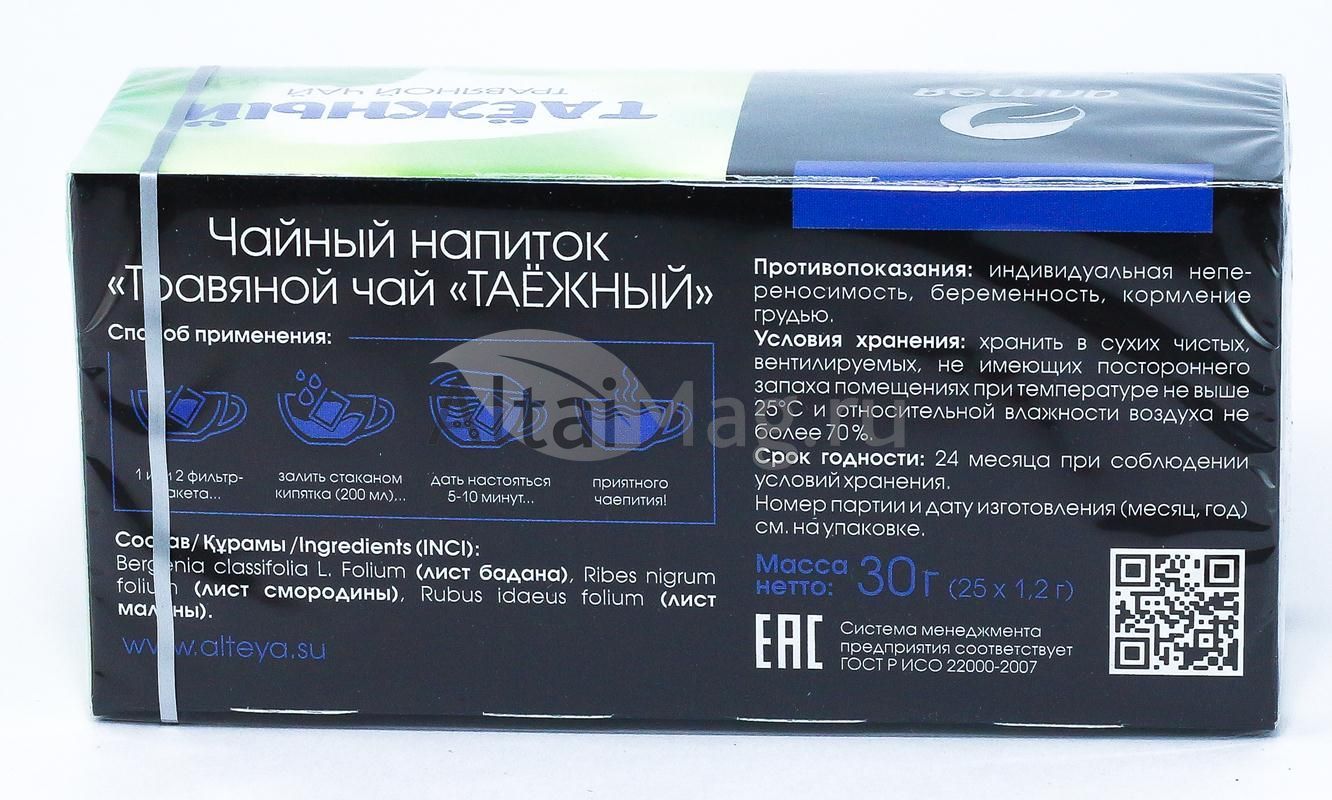 ТАЁЖНЫЙ
ТРАВЯНОЙ ЧАЙ
алтея
Чайный напиток
«Травяной чай «ТАЁЖНЫЙ»
Способ применения:
1 или 2 фильтр-
пакета...
залить стаканом
кипятка (200 мл),..
дать настояться
5-10 минут...
приятного
чаепития!
Состав/ Құрамы /Ingredients (INCI):
Bergenia classifolia L. Folium (лист бадана), Ribes nigrum
folium (лист смородины), Rubus idaeus folium (лист
малины).
www.alteya.su
Противопоказания: индивидуальная непе-
реносимость, беременность, кормление
грудью.
Условия хранения: хранить в сухих чистых,
вентилируемых, не имеющих постороннего
запаха помещениях при температуре не выше
25°С и относительной влажности воздуха не
более 70%.
Срок годности: 24 месяца при соблюдении
условий хранения.
Номер партии и дату изготовления (месяц, год)
см. на упаковке.
Масса
нетто: 30 г (25 х 1,2 г)
ЕАС
Система менеджмента
предприятия соответствует
ГОСТ Р ИСО 22000-2007
AltaiMag.ru